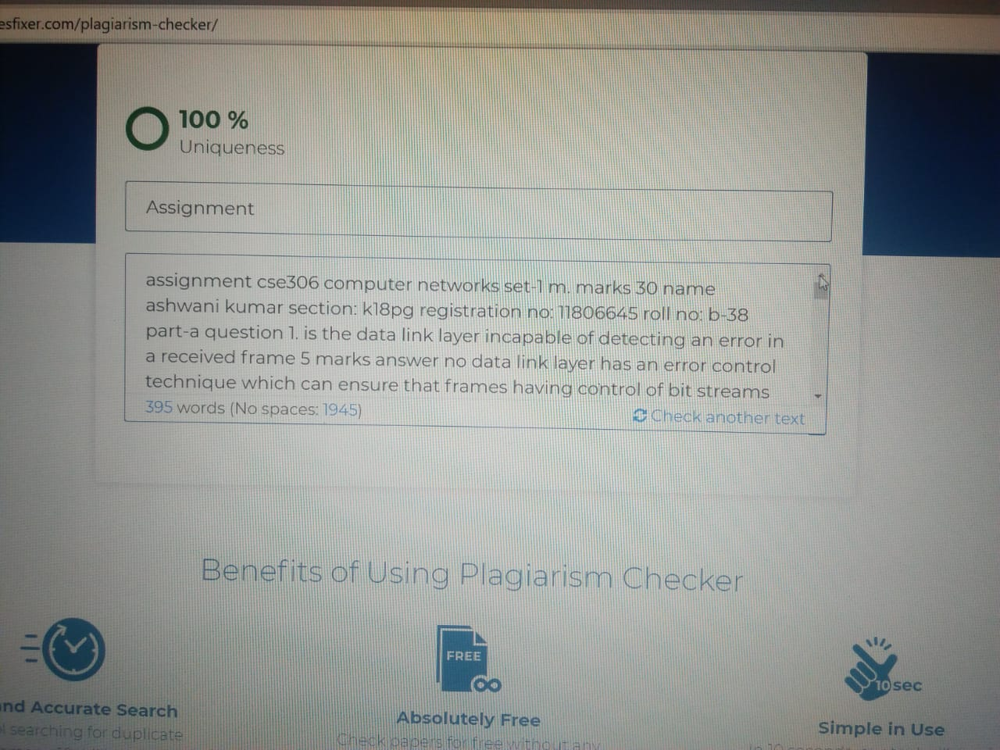 esfixer.com/plagiarism-checker/
100 %
Uniqueness
Assignment
assignment cse306 computer networks set-1 m. marks 30 name
ashwani kumar section: k18pg registration no: 11806645 roll no: b-38
part-a question 1. is the data link layer incapable of detecting an error in
a received frame 5 marks answer no data link layer has an error control
technique which can ensure that frames having control of bit streams
395 words (No spaces: 1945)
Check another text
Benefits of Using Plagiarism Checker
FREE
10 sec
nd Accurate Search
searching for duplicate
Absolutely Free
Check papers for free without any
Simple in Use